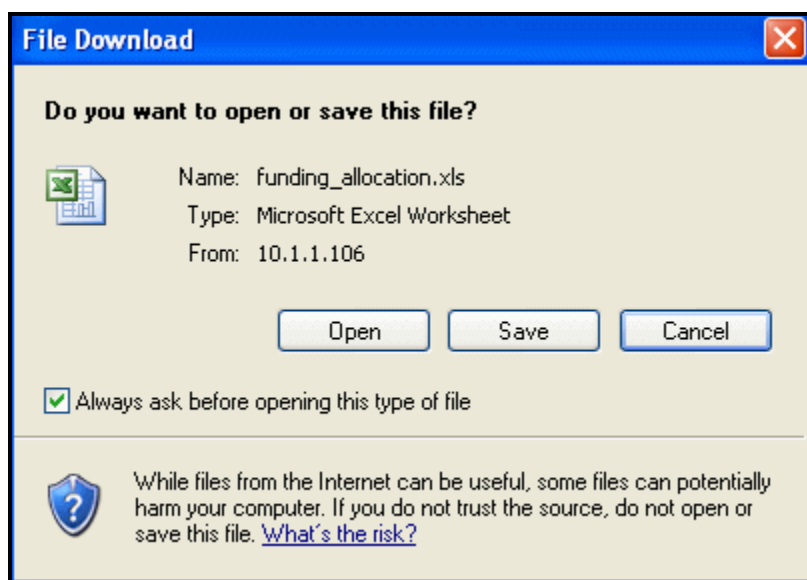 File Download
Do you want to open or save this file?
Name: funding_allocation.xls
Type: Microsoft Excel Worksheet
From: 10.1.1.106
Open Save Cancel
Always ask before opening this type of file
While files from the Internet can be useful, some files can potentially
harm your computer. If you do not trust the source, do not open or
save this file. What's the risk?